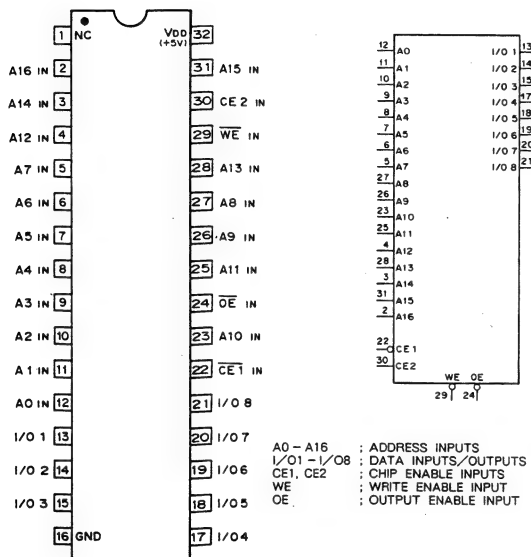 1 NC VDD (+5V) 32
A16 IN 2 31 A15 IN
A14 IN 3 30 CE2 IN
A12 IN 4 29 W̅E̅ IN
A7 IN 5 28 A13 IN
A6 IN 6 27 A8 IN
A5 IN 7 26 A9 IN
A4 IN 8 25 A11 IN
A3 IN 9 24 O̅E̅ IN
A2 IN 10 23 A10 IN
A1 IN 11 22 C̅E̅1̅ IN
A0 IN 12 21 I/O 8
I/O 1 13 20 I/O 7
I/O 2 14 19 I/O 6
I/O 3 15 18 I/O 5
16 GND 17 I/O 4
12 A0 I/O 1 13
11 A1 I/O 2 14
10 A2 I/O 3 15
9 A3 I/O 4 17
8 A4 I/O 5 18
7 A5 I/O 6 19
6 A6 I/O 7 20
5 A7 I/O 8 21
27 A8
26 A9
23 A10
25 A11
4 A12
28 A13
3 A14
31 A15
2 A16
22 CE1
30 CE2
WE OE
29 24
A0 - A16 ; ADDRESS INPUTS
I/O1 - I/O8 ; DATA INPUTS/OUTPUTS
CE1, CE2 ; CHIP ENABLE INPUTS
WE ; WRITE ENABLE INPUT
OE ; OUTPUT ENABLE INPUT